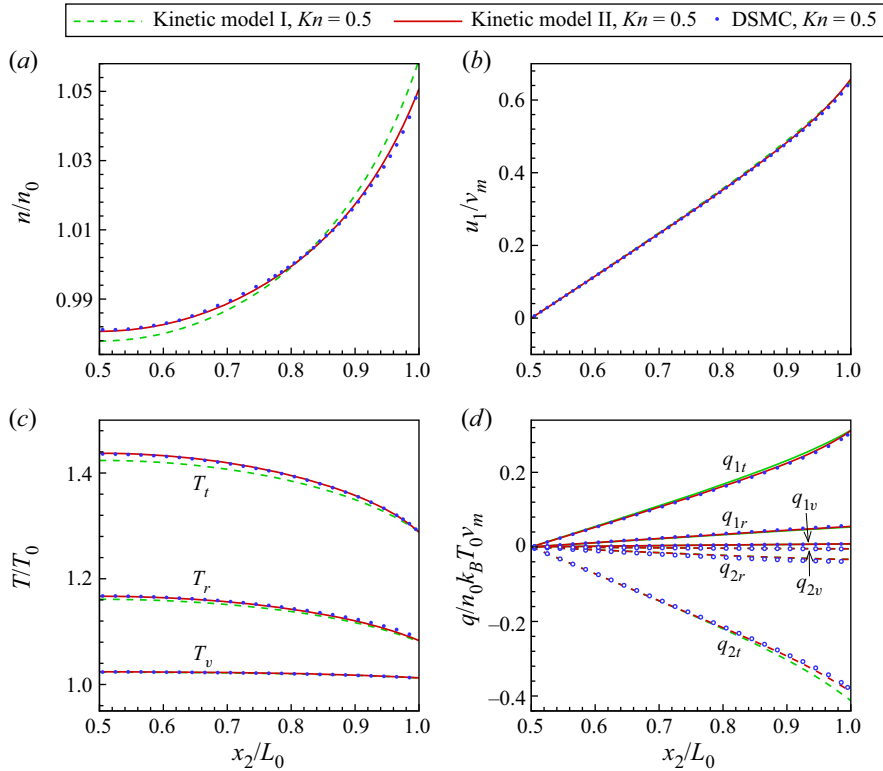 Kinetic model I, Kn = 0.5 Kinetic model II, Kn = 0.5 DSMC, Kn = 0.5
(a)
1.05
1.03
1.01
0.99
n/n0
0.5 0.6 0.7 0.8 0.9 1.0
(b)
0.6
0.4
0.2
0
u1/vm
0.5 0.6 0.7 0.8 0.9 1.0
(c)
1.4
1.2
1.0
T/T0
Tt
Tr
Tv
0.5 0.6 0.7 0.8 0.9 1.0
x2/L0
(d)
0.2
0
−0.2
−0.4
q/n0kBT0vm
q1t
q1r
q1v
q2r
q2v
q2t
0.5 0.6 0.7 0.8 0.9 1.0
x2/L0